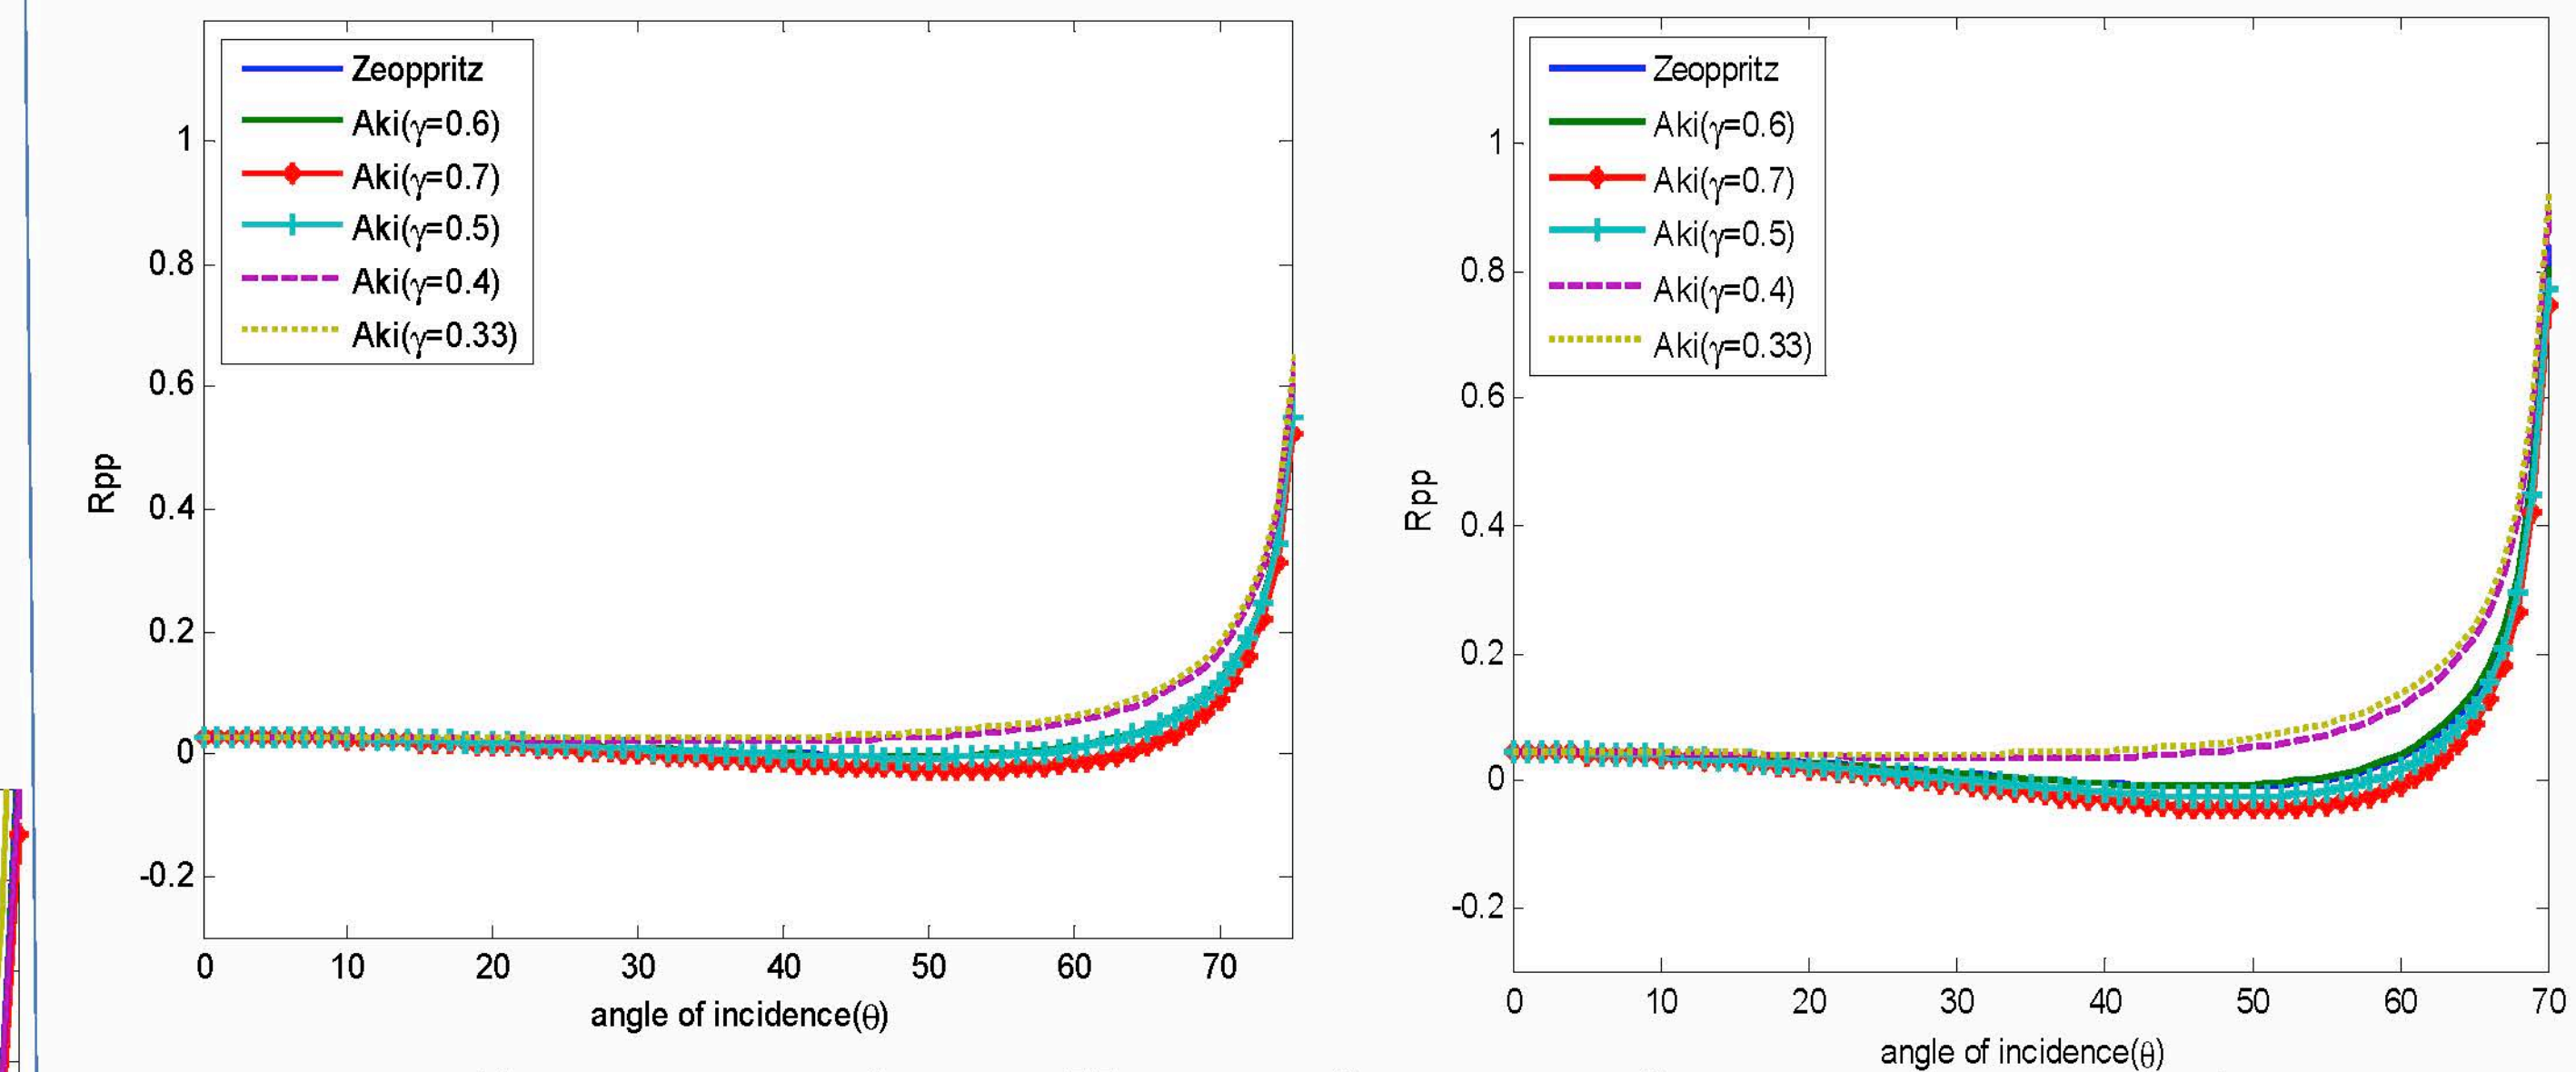 Zeoppritz
Aki(γ=0.6)
Aki(γ=0.7)
Aki(γ=0.5)
Aki(γ=0.4)
Aki(γ=0.33)
1
0.8
0.6
0.4
0.2
0
-0.2
Rpp
0 10 20 30 40 50 60 70
angle of incidence(θ)
Zeoppritz
Aki(γ=0.6)
Aki(γ=0.7)
Aki(γ=0.5)
Aki(γ=0.4)
Aki(γ=0.33)
1
0.8
0.6
0.4
0.2
0
-0.2
Rpp
0 10 20 30 40 50 60 70
angle of incidence(θ)